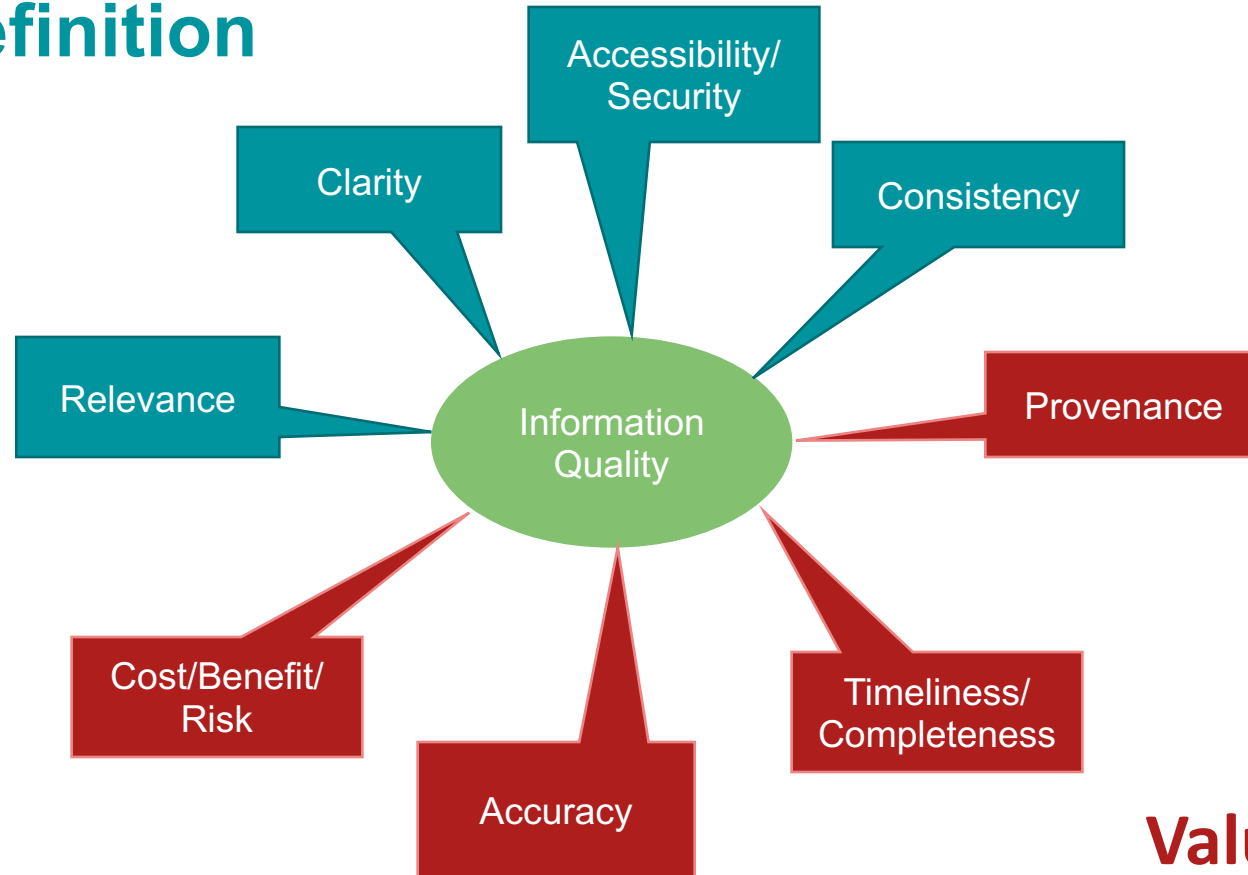 efinition
Accessibility/
Security
Clarity
Consistency
Relevance
Information
Quality
Provenance
Cost/Benefit/
Risk
Timeliness/
Completeness
Accuracy
Valu